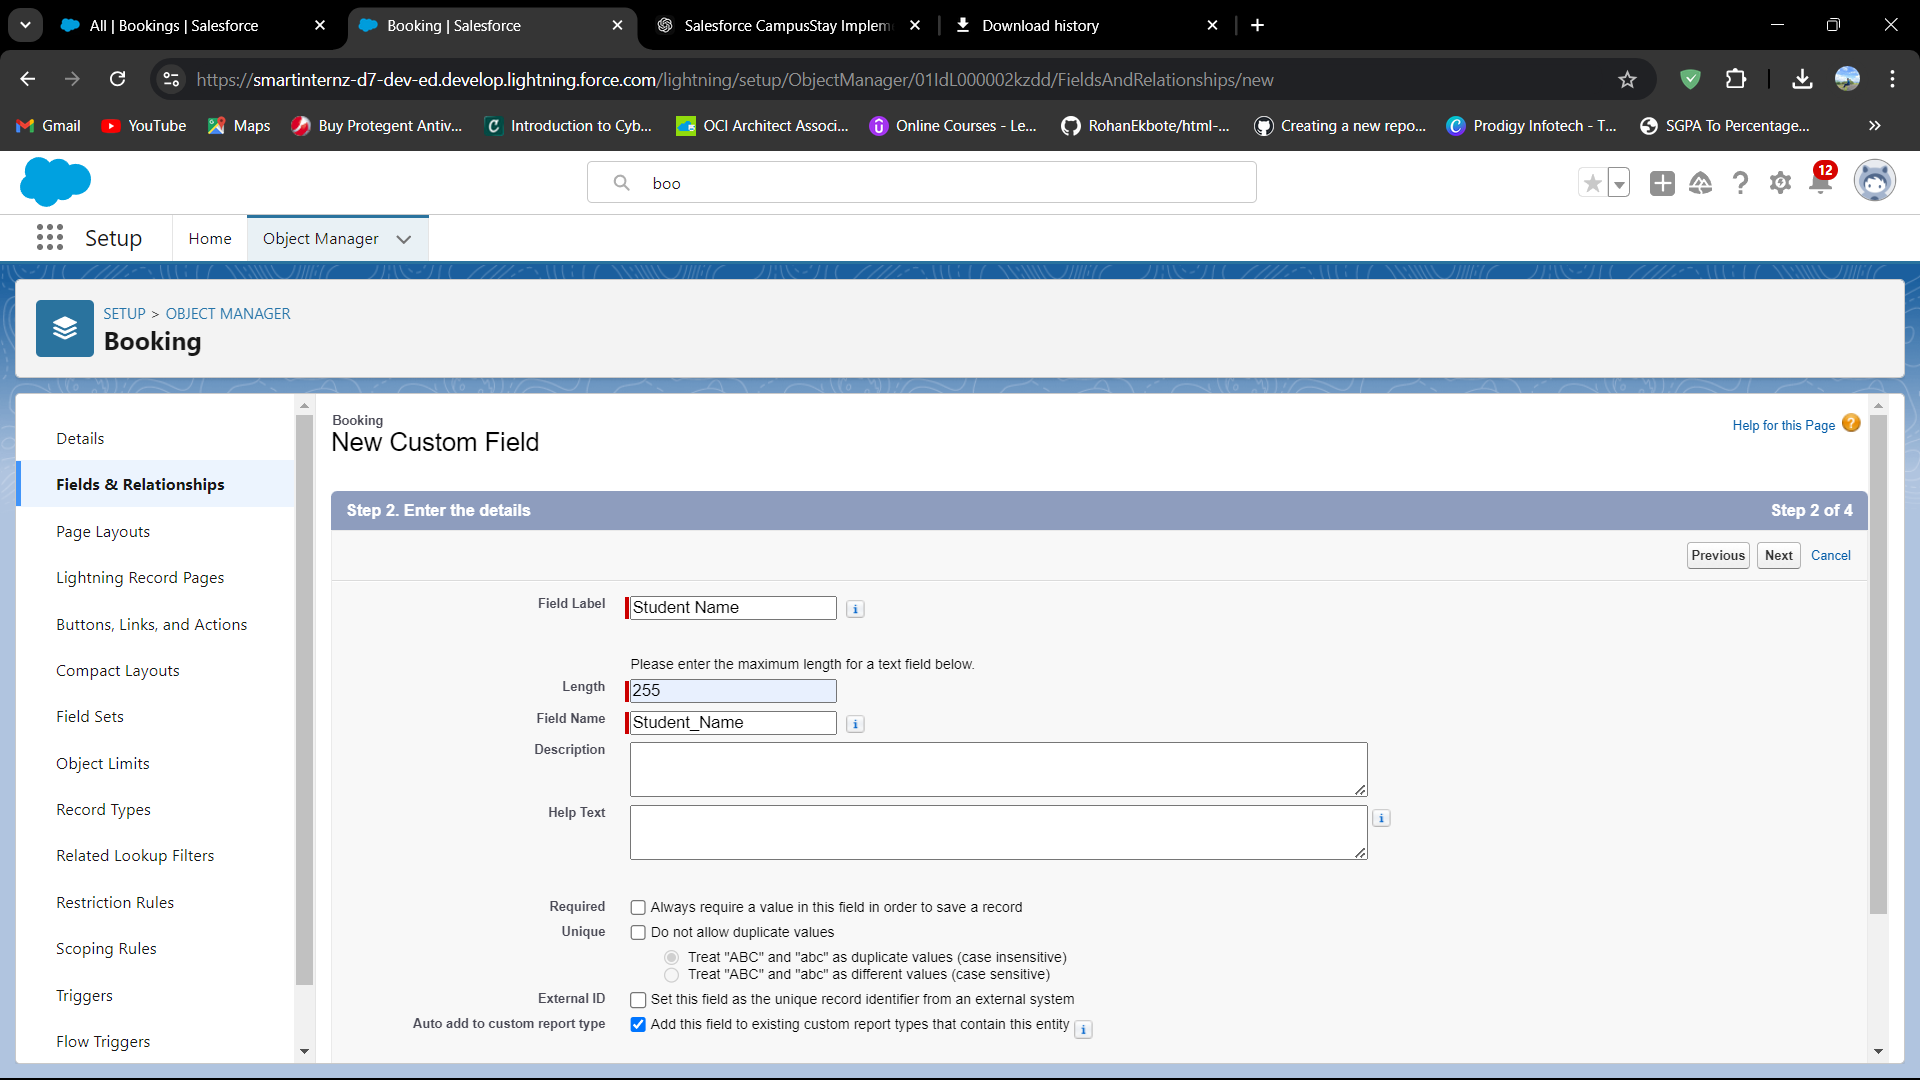 All | Bookings | Salesforce
Booking | Salesforce
Salesforce CampusStay Implem
Download history
https://smartinternz-d7-dev-ed.develop.lightning.force.com/lightning/setup/ObjectManager/01IdL000002kzdd/FieldsAndRelationships/new
Gmail
YouTube
Maps
Buy Protegent Antiv...
Introduction to Cyb...
OCI Architect Associ...
Online Courses - Le...
RohanEkbote/html-...
Creating a new repo...
Prodigy Infotech - T...
SGPA To Percentage...
boo
12
Setup
Home
Object Manager
SETUP > OBJECT MANAGER
Booking
Details
Fields & Relationships
Page Layouts
Lightning Record Pages
Buttons, Links, and Actions
Compact Layouts
Field Sets
Object Limits
Record Types
Related Lookup Filters
Restriction Rules
Scoping Rules
Triggers
Flow Triggers
Booking
New Custom Field
Help for this Page
Step 2. Enter the details
Step 2 of 4
Previous
Next
Cancel
Field Label Student Name
Please enter the maximum length for a text field below.
Length 255
Field Name Student_Name
Description
Help Text
Required Always require a value in this field in order to save a record
Unique Do not allow duplicate values
Treat "ABC" and "abc" as duplicate values (case insensitive)
Treat "ABC" and "abc" as different values (case sensitive)
External ID Set this field as the unique record identifier from an external system
Auto add to custom report type Add this field to existing custom report types that contain this entity